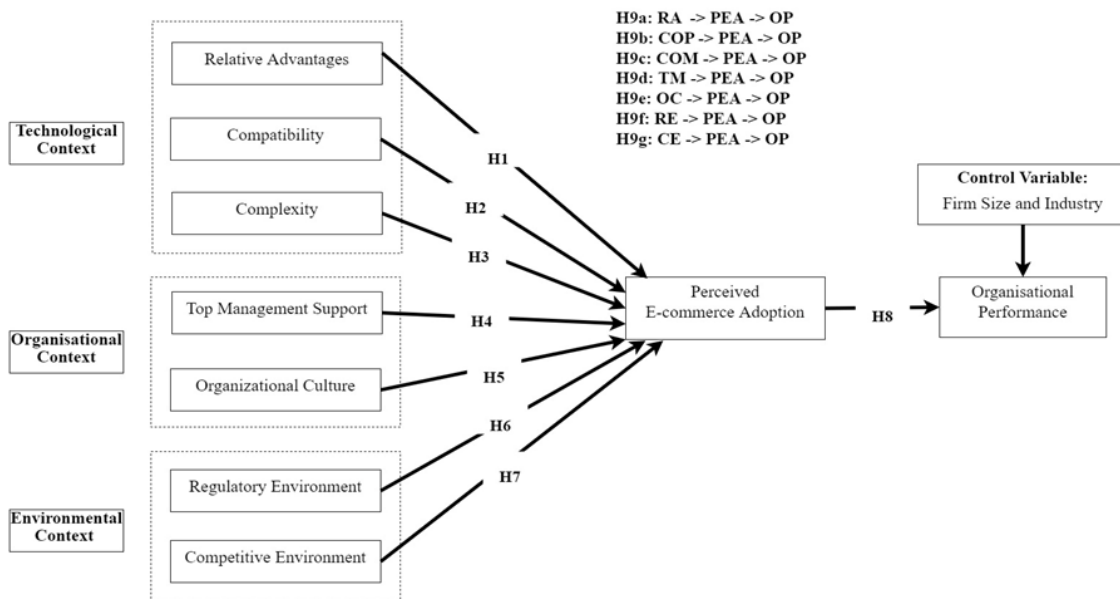 H9a: RA -> PEA -> OP
H9b: COP -> PEA -> OP
H9c: COM -> PEA -> OP
H9d: TM -> PEA -> OP
H9e: OC -> PEA -> OP
H9f: RE -> PEA -> OP
H9g: CE -> PEA -> OP
Technological
Context
Relative Advantages
Compatibility
Complexity
H1
H2
H3
Organisational
Context
Top Management Support
Organizational Culture
H4
H5
Environmental
Context
Regulatory Environment
Competitive Environment
H6
H7
Perceived
E-commerce Adoption
H8
Control Variable:
Firm Size and Industry
Organisational
Performance